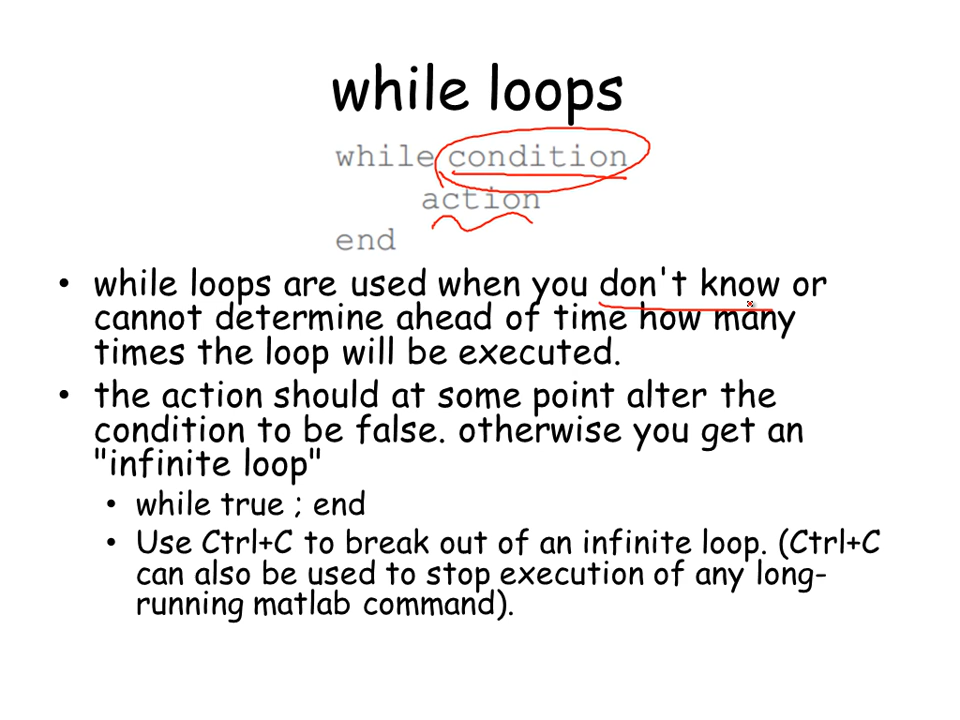 while loops
while condition
action
end
• while loops are used when you don't know or
cannot determine ahead of time how many
times the loop will be executed.
• the action should at some point alter the
condition to be false. otherwise you get an
"infinite loop"
• while true ; end
• Use Ctrl+C to break out of an infinite loop. (Ctrl+C
can also be used to stop execution of any long-
running matlab command).